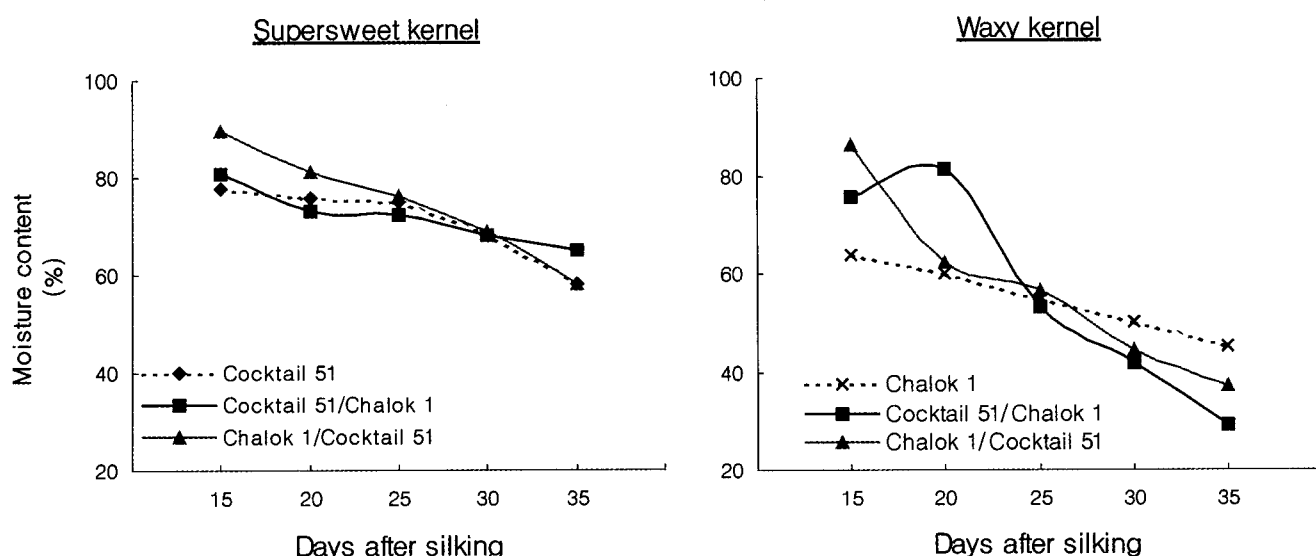 Supersweet kernel
100
80
60
40
20
Moisture content
(%)
Cocktail 51
Cocktail 51/Chalok 1
Chalok 1/Cocktail 51
15 20 25 30 35
Days after silking
Waxy kernel
100
80
60
40
20
Chalok 1
Cocktail 51/Chalok 1
Chalok 1/Cocktail 51
15 20 25 30 35
Days after silking